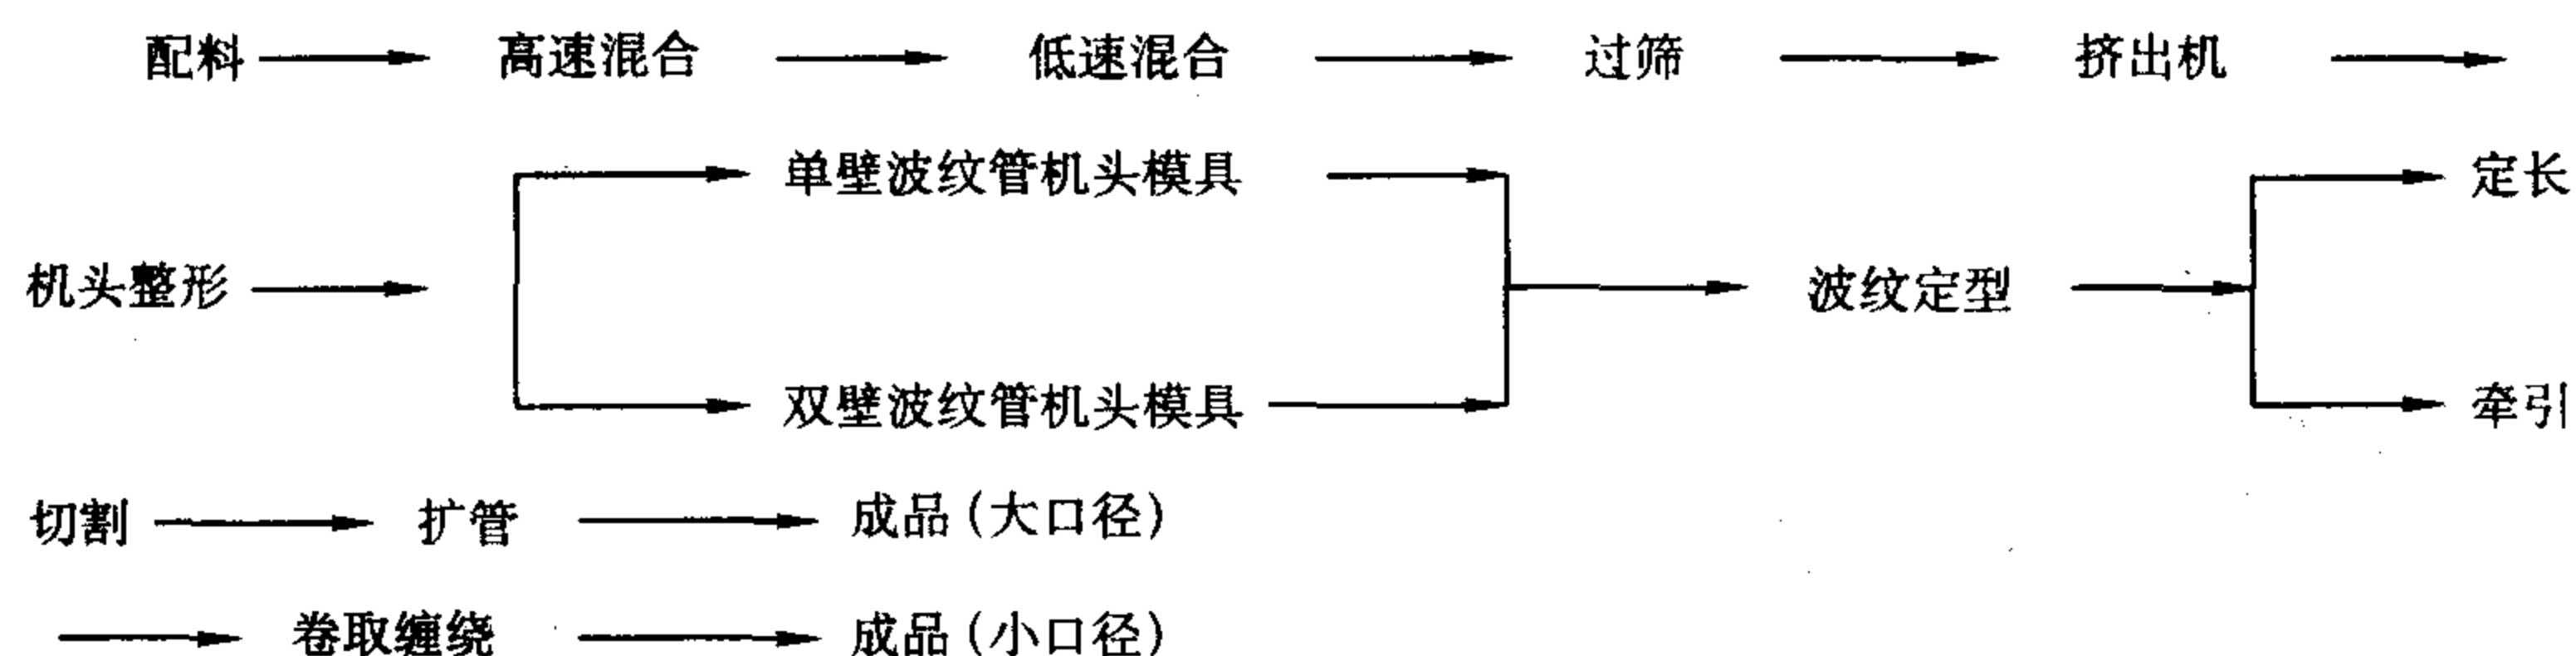 配料 高速混合 低速混合 过筛 挤出机
单壁波纹管机头模具 定长
机头整形 波纹定型
双壁波纹管机头模具 牵引
切割 扩管 成品(大口径)
卷取缠绕 成品(小口径)